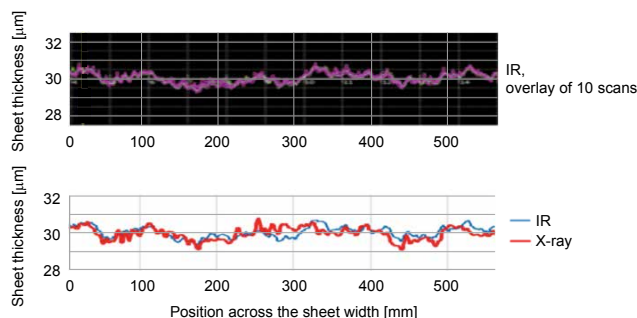 Sheet thickness [µm]
32
30
28
0 100 200 300 400 500
IR,
overlay of 10 scans
Sheet thickness [µm]
32
30
28
0 100 200 300 400 500
IR
X-ray
Position across the sheet width [mm]